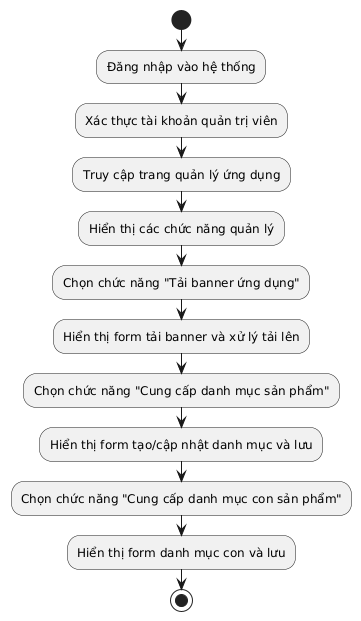 Đăng nhập vào hệ thống
Xác thực tài khoản quản trị viên
Truy cập trang quản lý ứng dụng
Hiển thị các chức năng quản lý
Chọn chức năng "Tải banner ứng dụng"
Hiển thị form tải banner và xử lý tải lên
Chọn chức năng "Cung cấp danh mục sản phẩm"
Hiển thị form tạo/cập nhật danh mục và lưu
Chọn chức năng "Cung cấp danh mục con sản phẩm"
Hiển thị form danh mục con và lưu